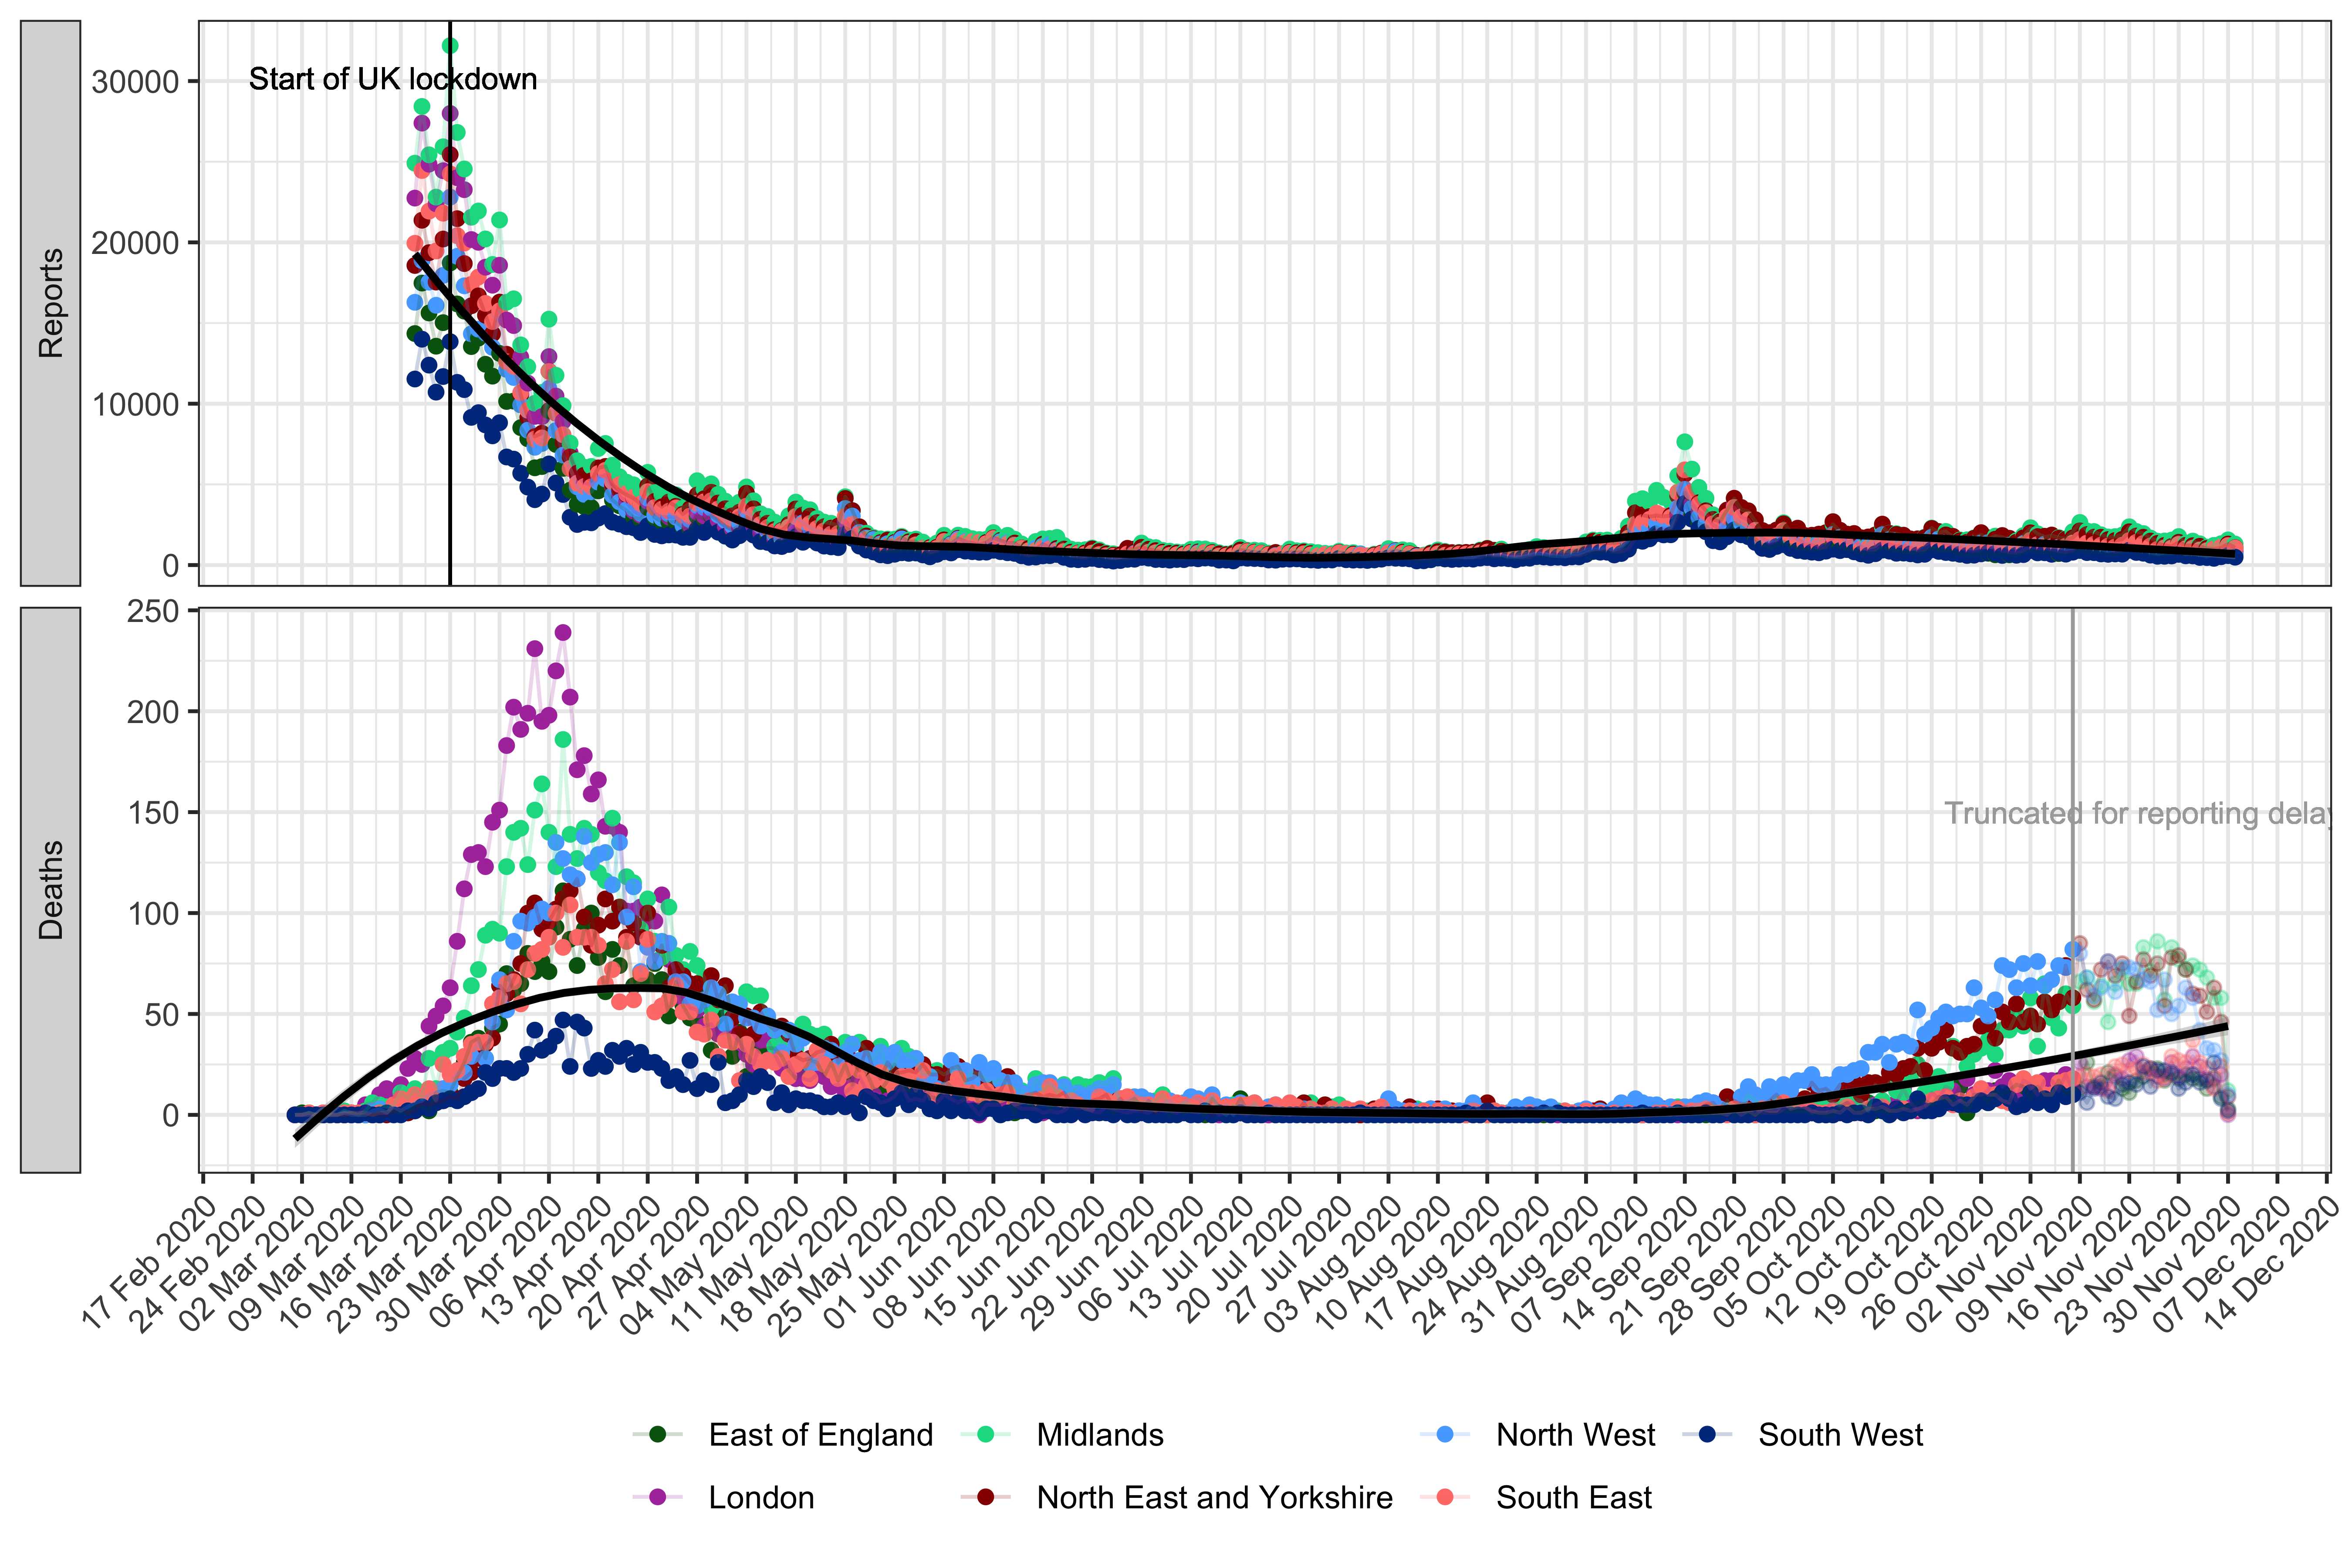 Reports
30000
20000
10000
0
Start of UK lockdown
Deaths
250
200
150
100
50
0
Truncated for reporting delay
17 Feb 2020
24 Feb 2020
02 Mar 2020
09 Mar 2020
16 Mar 2020
23 Mar 2020
30 Mar 2020
06 Apr 2020
13 Apr 2020
20 Apr 2020
27 Apr 2020
04 May 2020
11 May 2020
18 May 2020
25 May 2020
01 Jun 2020
08 Jun 2020
15 Jun 2020
22 Jun 2020
29 Jun 2020
06 Jul 2020
13 Jul 2020
20 Jul 2020
27 Jul 2020
03 Aug 2020
10 Aug 2020
17 Aug 2020
24 Aug 2020
31 Aug 2020
07 Sep 2020
14 Sep 2020
21 Sep 2020
28 Sep 2020
05 Oct 2020
12 Oct 2020
19 Oct 2020
26 Oct 2020
02 Nov 2020
09 Nov 2020
16 Nov 2020
23 Nov 2020
30 Nov 2020
07 Dec 2020
14 Dec 2020
East of England
Midlands
North West
South West
London
North East and Yorkshire
South East